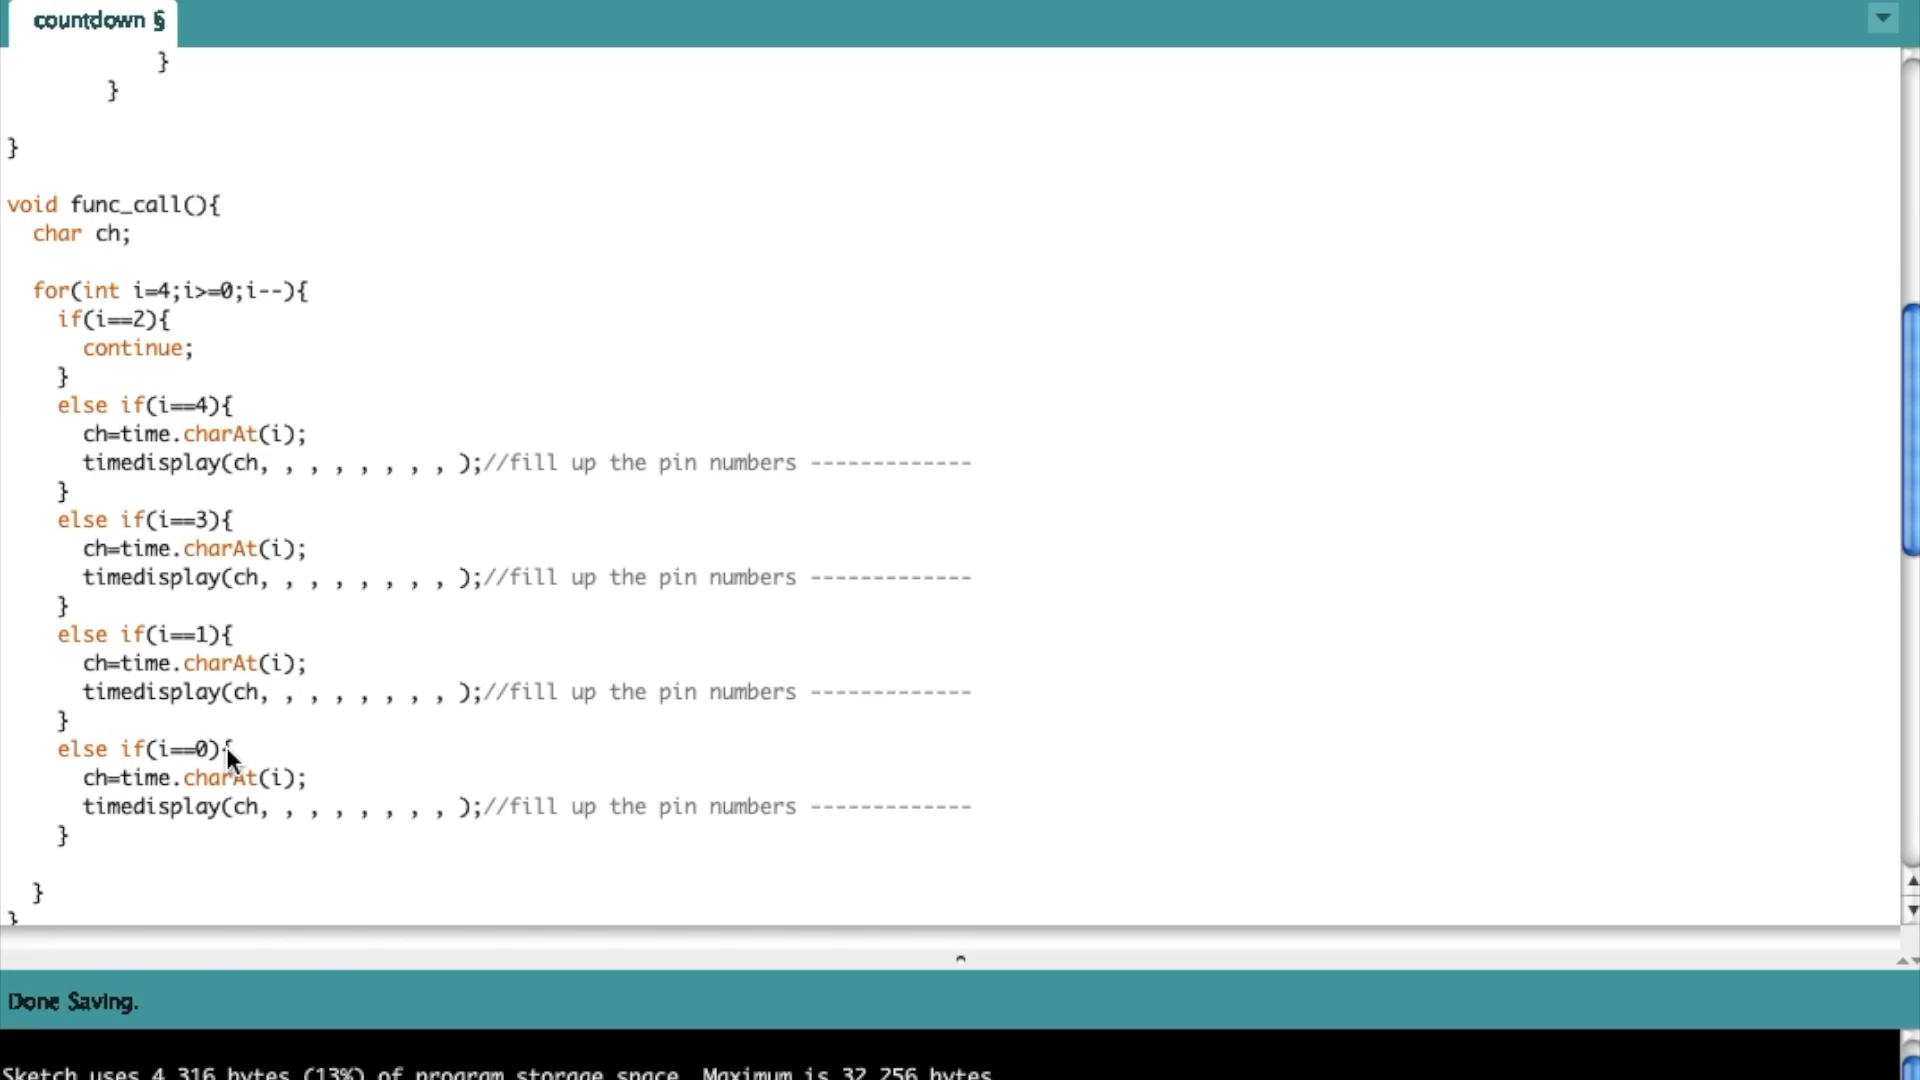 countdown §
}
}
}
void func_call(){
char ch;
for(int i=4;i>=0;i--){
if(i==2){
continue;
}
else if(i==4){
ch=time.charAt(i);
timedisplay(ch, , , , , , , , );//fill up the pin numbers -------------
}
else if(i==3){
ch=time.charAt(i);
timedisplay(ch, , , , , , , , );//fill up the pin numbers -------------
}
else if(i==1){
ch=time.charAt(i);
timedisplay(ch, , , , , , , , );//fill up the pin numbers -------------
}
else if(i==0){
ch=time.charAt(i);
timedisplay(ch, , , , , , , , );//fill up the pin numbers -------------
}
}
}
Done Saving.
Sketch uses 4,316 bytes (13%) of program storage space. Maximum is 32,256 bytes